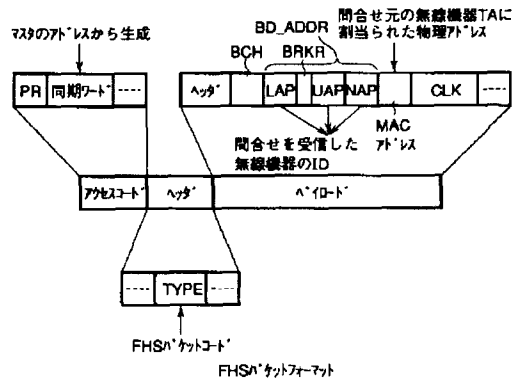 マスタのアドレスから生成
BD_ADDR
問合せ元の無線機器TAに
割当られた物理アドレス
BCH
BRKR
PR
同期ワード
ヘッダ
LAP
UAP
NAP
CLK
MAC
アドレス
問合せを受信した
無線機器のID
アクセスコード
ヘッダ
ペイロード
TYPE
FHSパケットコード
FHSパケットフォーマット